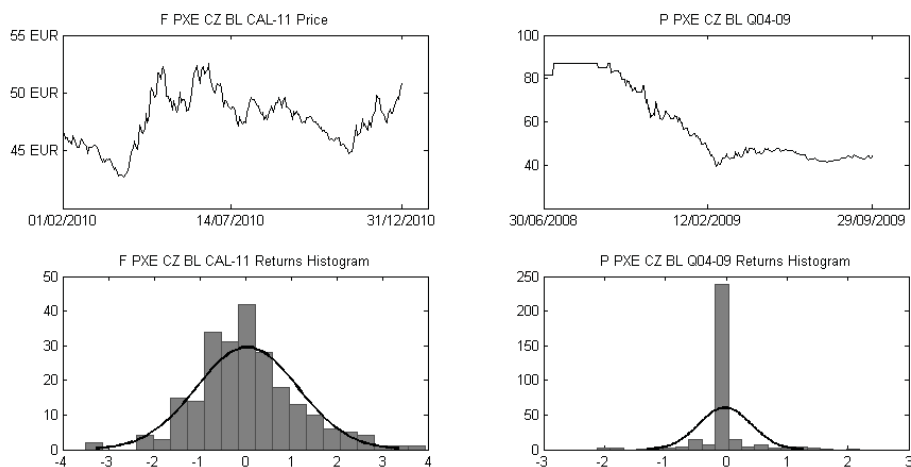 F PXE CZ BL CAL-11 Price
55 EUR
50 EUR
45 EUR
01/02/2010 14/07/2010 31/12/2010
P PXE CZ BL Q04-09
100
80
60
40
30/06/2008 12/02/2009 29/09/2009
F PXE CZ BL CAL-11 Returns Histogram
50
40
30
20
10
0
-4 -3 -2 -1 0 1 2 3 4
P PXE CZ BL Q04-09 Returns Histogram
250
200
150
100
50
0
-3 -2 -1 0 1 2 3